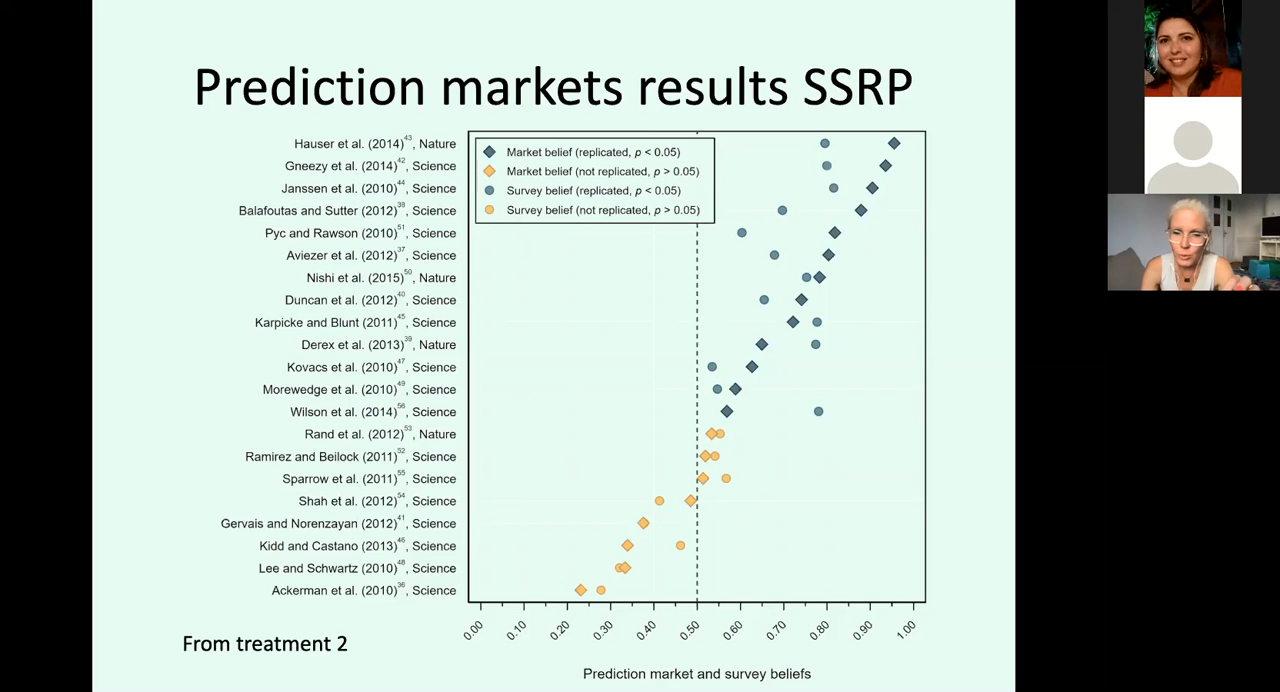 Prediction markets results SSRP
Hauser et al. (2014)43, Nature
Gneezy et al. (2014)42, Science
Janssen et al. (2010)44, Science
Balafoutas and Sutter (2012)38, Science
Pyc and Rawson (2010)51, Science
Aviezer et al. (2012)37, Science
Nishi et al. (2015)50, Nature
Duncan et al. (2012)40, Science
Karpicke and Blunt (2011)45, Science
Derex et al. (2013)39, Nature
Kovacs et al. (2010)47, Science
Morewedge et al. (2010)49, Science
Wilson et al. (2014)56, Science
Rand et al. (2012)53, Nature
Ramirez and Beilock (2011)52, Science
Sparrow et al. (2011)55, Science
Shah et al. (2012)54, Science
Gervais and Norenzayan (2012)41, Science
Kidd and Castano (2013)46, Science
Lee and Schwartz (2010)48, Science
Ackerman et al. (2010)36, Science
Market belief (replicated, p < 0.05)
Market belief (not replicated, p > 0.05)
Survey belief (replicated, p < 0.05)
Survey belief (not replicated, p > 0.05)
0.00 0.10 0.20 0.30 0.40 0.50 0.60 0.70 0.80 0.90 1.00
Prediction market and survey beliefs
From treatment 2